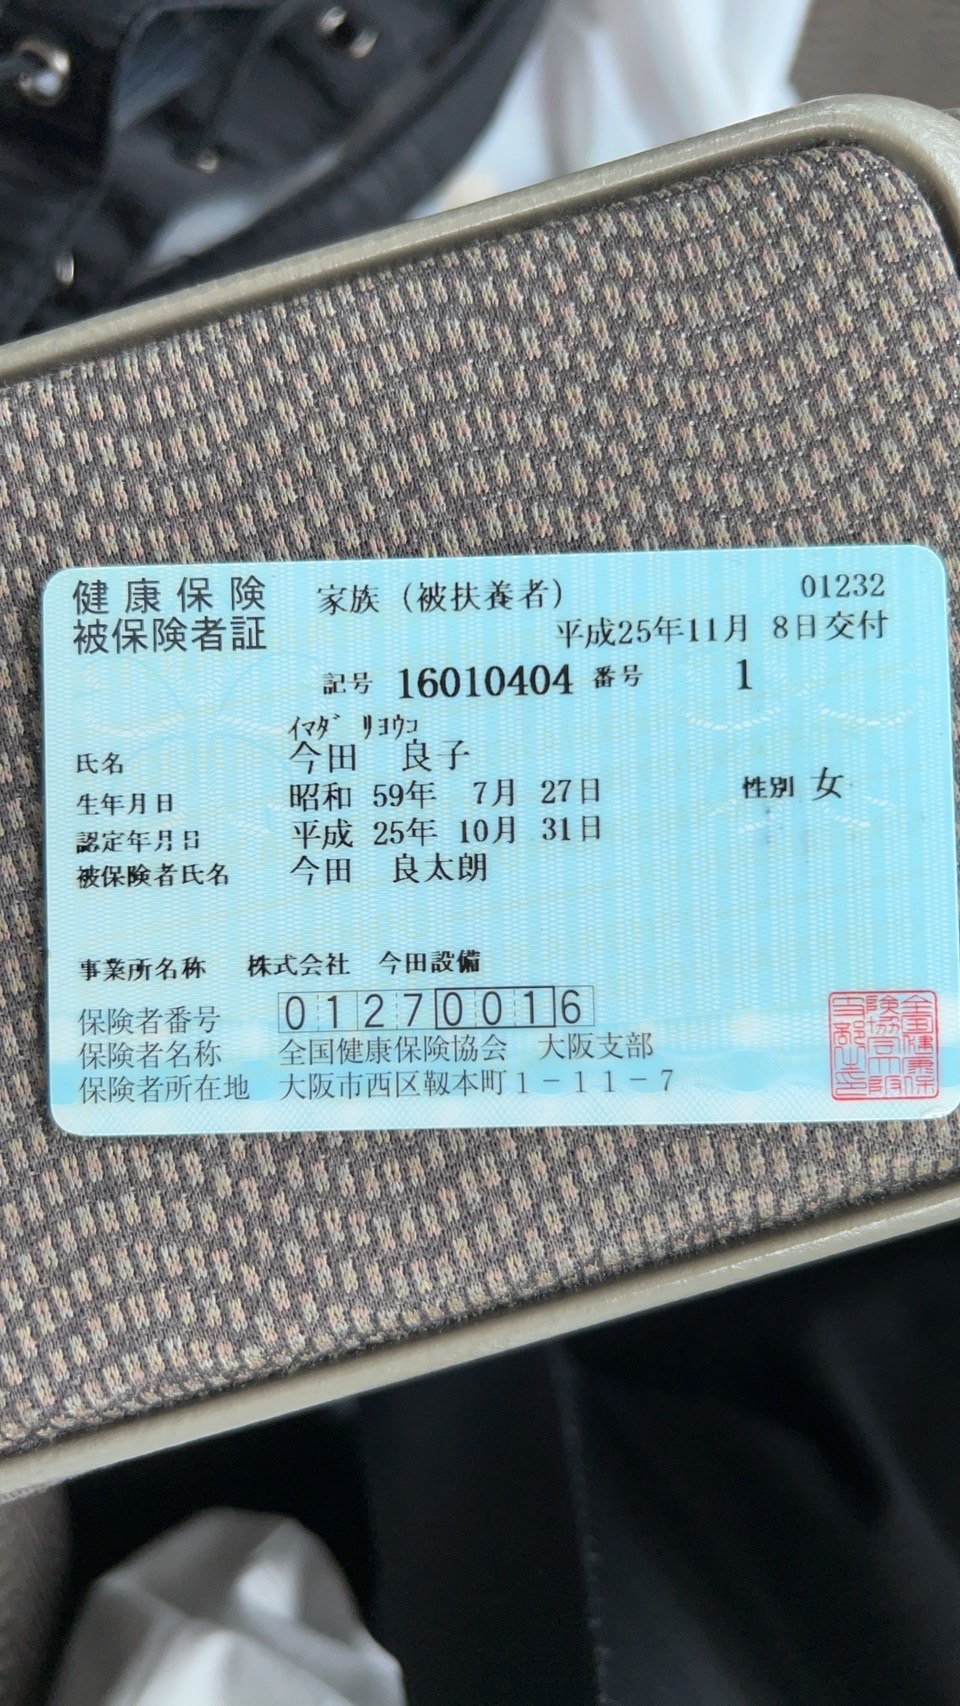 健康保険 家族（被扶養者） 01232
被保険者証 平成25年11月 8日交付
記号 16010404 番号 1
ｲﾏﾀﾞ ﾘﾖｳｺ
氏名 今田 良子
生年月日 昭和 59年 7月 27日 性別 女
認定年月日 平成 25年 10月 31日
被保険者氏名 今田 良太朗
事業所名称 株式会社 今田設備
保険者番号 01270016
保険者名称 全国健康保険協会 大阪支部
保険者所在地 大阪市西区靱本町１－１１－７